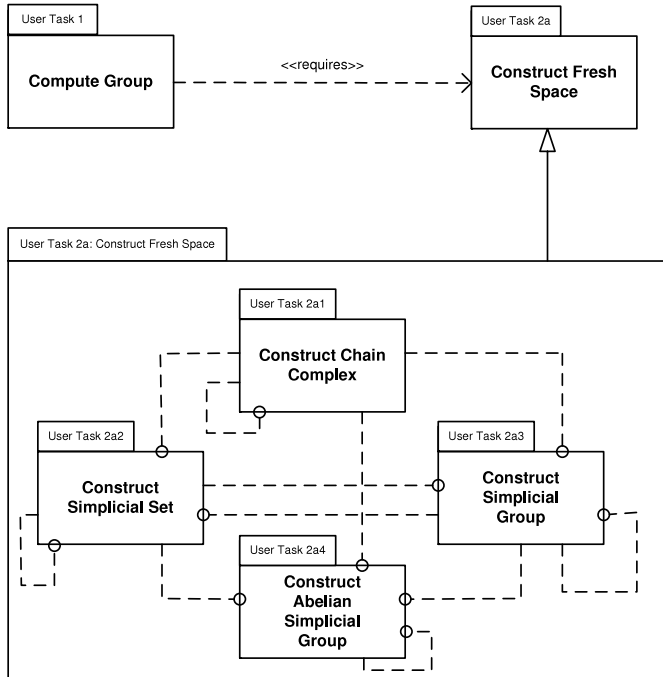 User Task 1
Compute Group
<<requires>>
User Task 2a
Construct Fresh
Space
User Task 2a: Construct Fresh Space
User Task 2a1
Construct Chain
Complex
User Task 2a2
Construct
Simplicial Set
User Task 2a3
Construct
Simplicial
Group
User Task 2a4
Construct
Abelian
Simplicial
Group